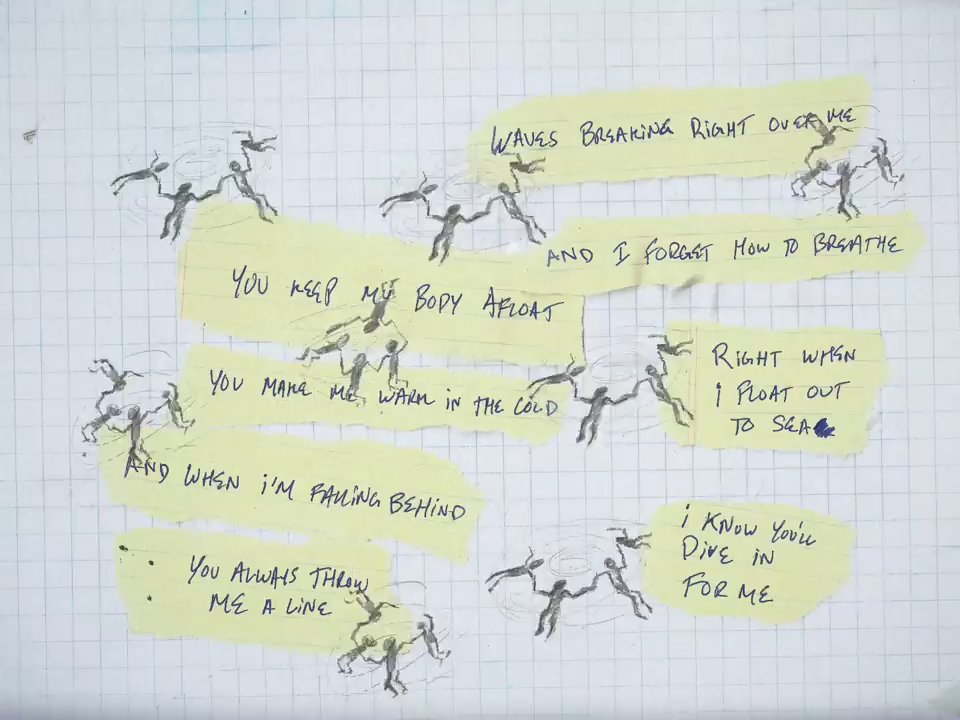 WAVES BREAKING RIGHT OVER ME
AND I FORGET HOW TO BREATHE
YOU KEEP MY BODY AFLOAT
YOU MAKE ME WARM IN THE COLD
RIGHT WHEN
I FLOAT OUT
TO SEA
AND WHEN I'M FALLING BEHIND
YOU ALWAYS THROW
ME A LINE
I KNOW YOU'LL
DIVE IN
FOR ME